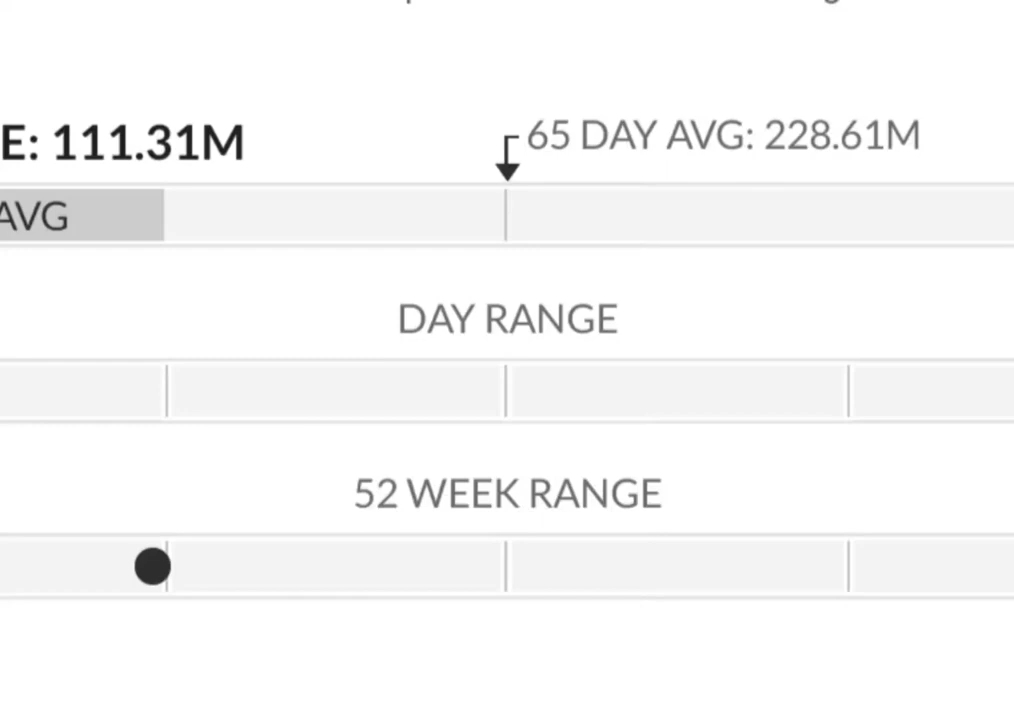 E: 111.31M
65 DAY AVG: 228.61M
AVG
DAY RANGE
52 WEEK RANGE